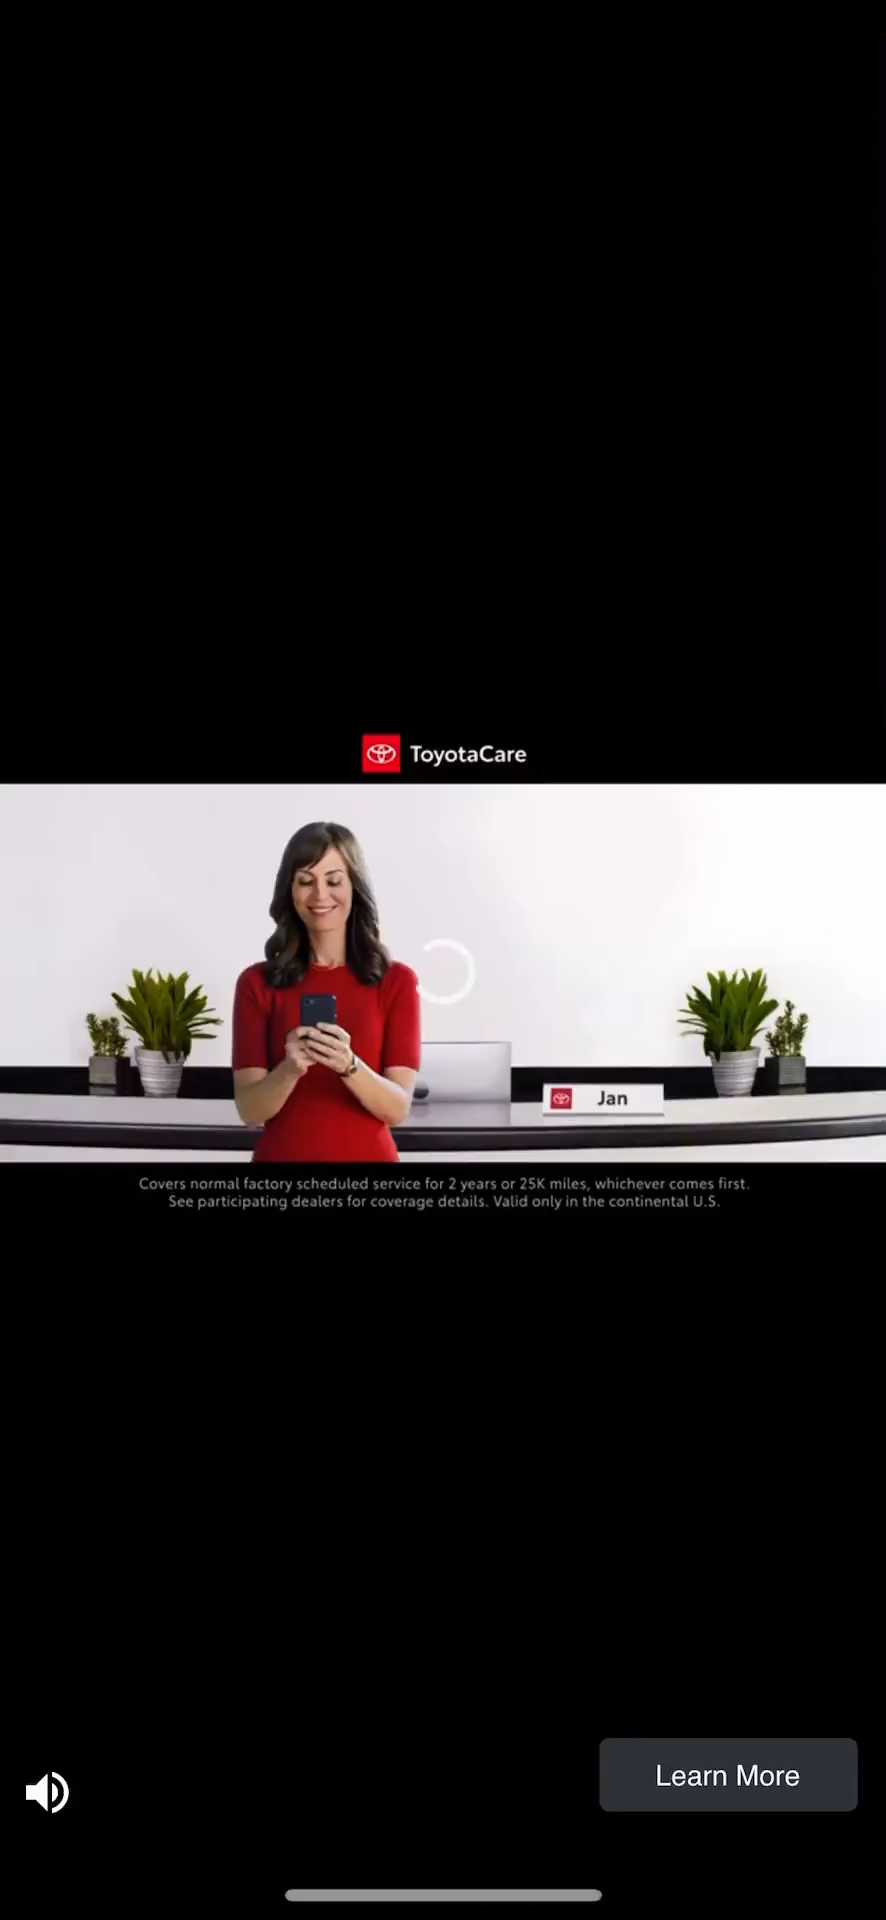 ToyotaCare
Jan
Covers normal factory scheduled service for 2 years or 25K miles, whichever comes first.
See participating dealers for coverage details. Valid only in the continental U.S.
Learn More